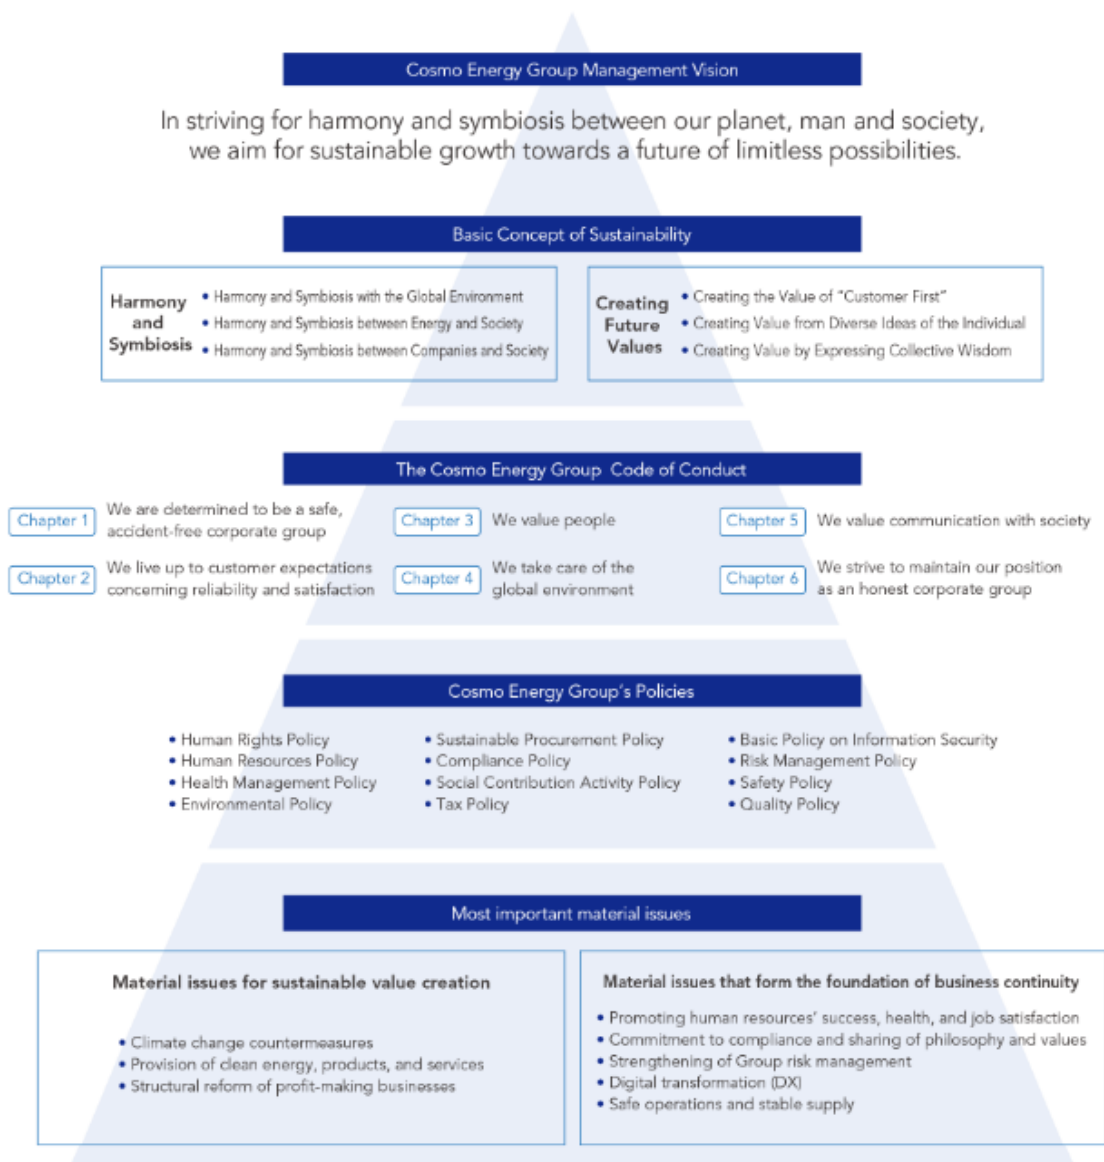 Cosmo Energy Group Management Vision
In striving for harmony and symbiosis between our planet, man and society,
we aim for sustainable growth towards a future of limitless possibilities.
Basic Concept of Sustainability
Harmony
and
Symbiosis
• Harmony and Symbiosis with the Global Environment
• Harmony and Symbiosis between Energy and Society
• Harmony and Symbiosis between Companies and Society
Creating
Future
Values
• Creating the Value of “Customer First”
• Creating Value from Diverse Ideas of the Individual
• Creating Value by Expressing Collective Wisdom
The Cosmo Energy Group Code of Conduct
Chapter 1
We are determined to be a safe,
accident-free corporate group
Chapter 2
We live up to customer expectations
concerning reliability and satisfaction
Chapter 3
We value people
Chapter 4
We take care of the
global environment
Chapter 5
We value communication with society
Chapter 6
We strive to maintain our position
as an honest corporate group
Cosmo Energy Group’s Policies
• Human Rights Policy
• Human Resources Policy
• Health Management Policy
• Environmental Policy
• Sustainable Procurement Policy
• Compliance Policy
• Social Contribution Activity Policy
• Tax Policy
• Basic Policy on Information Security
• Risk Management Policy
• Safety Policy
• Quality Policy
Most important material issues
Material issues for sustainable value creation
• Climate change countermeasures
• Provision of clean energy, products, and services
• Structural reform of profit-making businesses
Material issues that form the foundation of business continuity
• Promoting human resources’ success, health, and job satisfaction
• Commitment to compliance and sharing of philosophy and values
• Strengthening of Group risk management
• Digital transformation (DX)
• Safe operations and stable supply